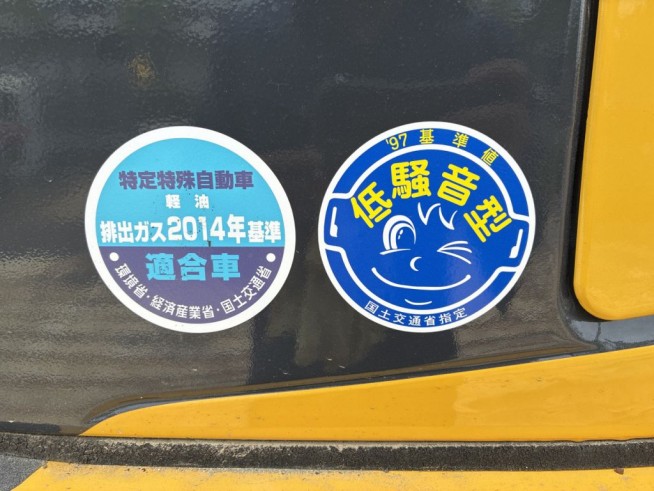 特定特殊自動車
軽油
排出ガス2014年基準
適合車
・環境省・経済産業省・国土交通省・
'97基準値
低騒音型
国土交通省指定